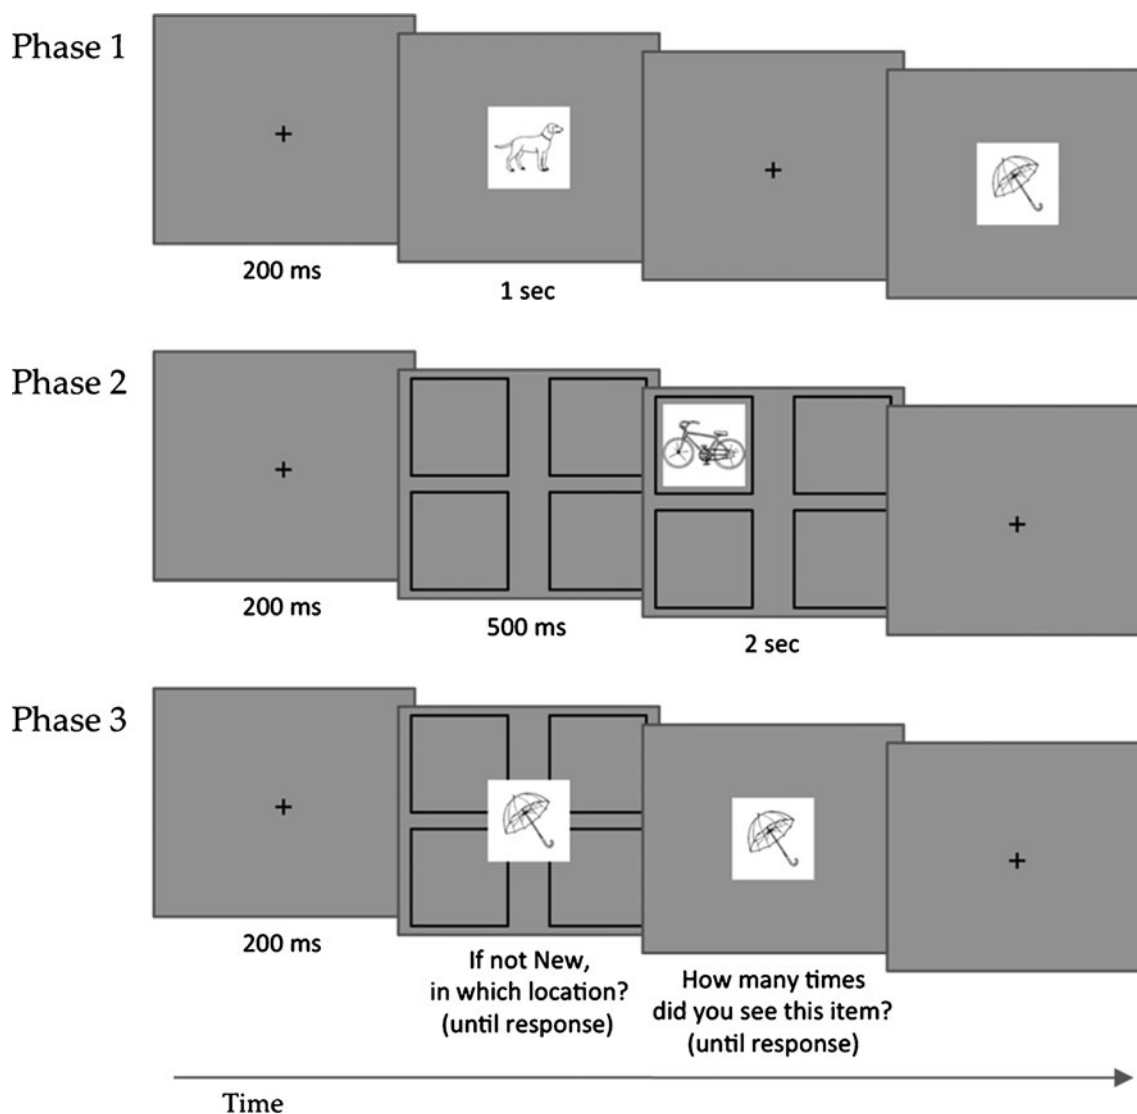 Phase 1
200 ms
1 sec
Phase 2
200 ms
500 ms
2 sec
Phase 3
200 ms
If not New,
in which location?
(until response)
How many times
did you see this item?
(until response)
Time